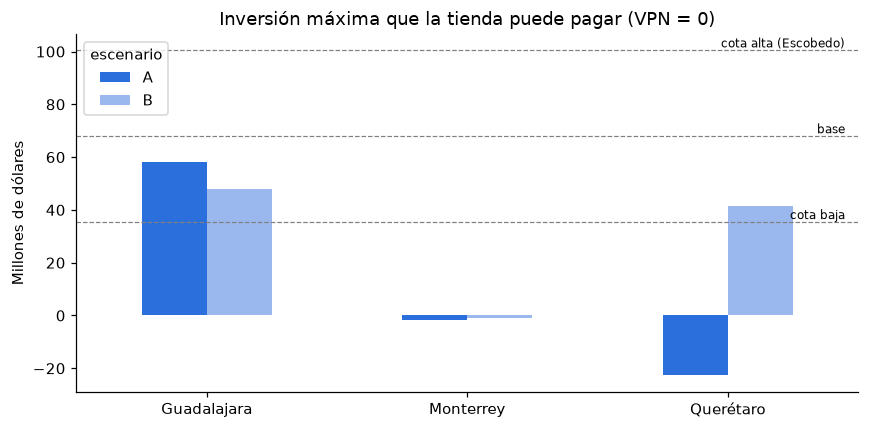 Inversión máxima que la tienda puede pagar (VPN = 0)
Millones de dólares
100
80
60
40
20
0
−20
escenario
A
B
cota alta (Escobedo)
base
cota baja
Guadalajara
Monterrey
Querétaro